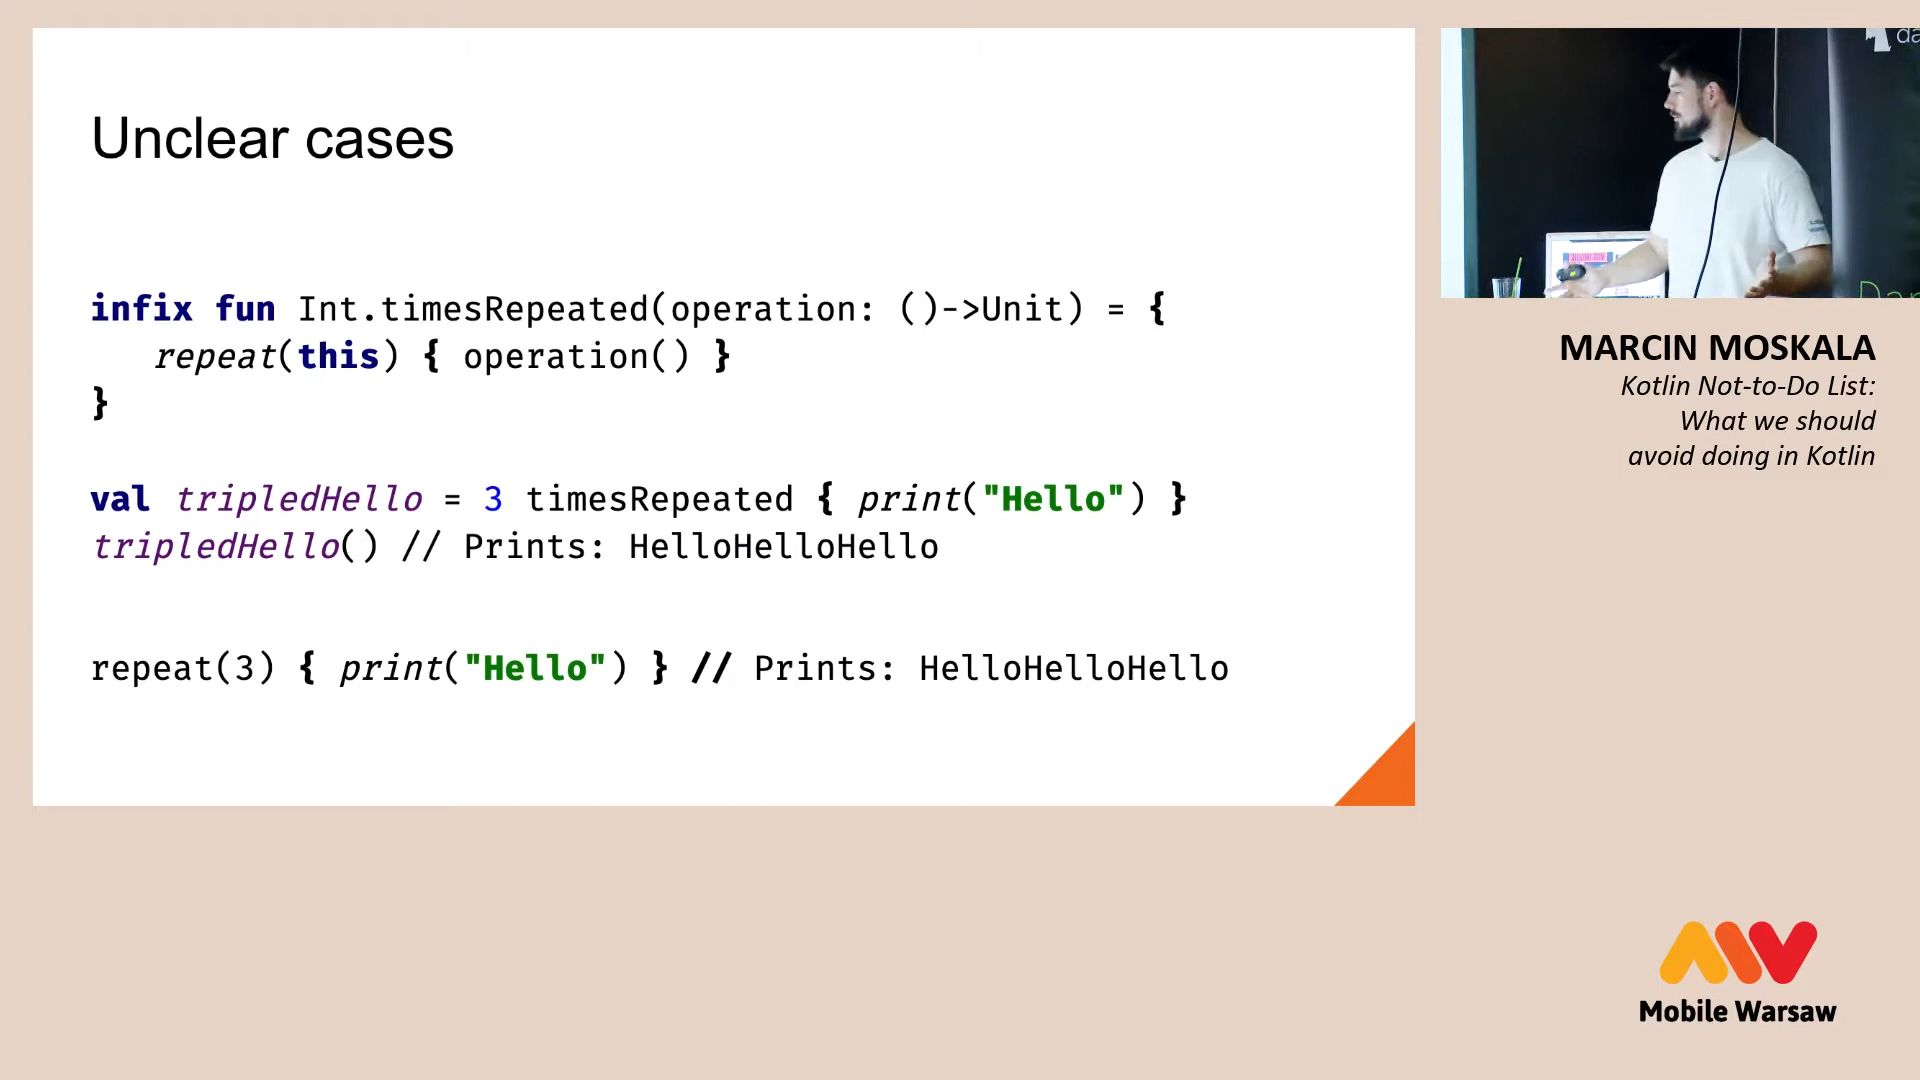 Unclear cases
infix fun Int.timesRepeated(operation: ()->Unit) = {
repeat(this) { operation() }
}
val tripledHello = 3 timesRepeated { print("Hello") }
tripledHello() // Prints: HelloHelloHello
repeat(3) { print("Hello") } // Prints: HelloHelloHello
MARCIN MOSKALA
Kotlin Not-to-Do List:
What we should
avoid doing in Kotlin
Mobile Warsaw